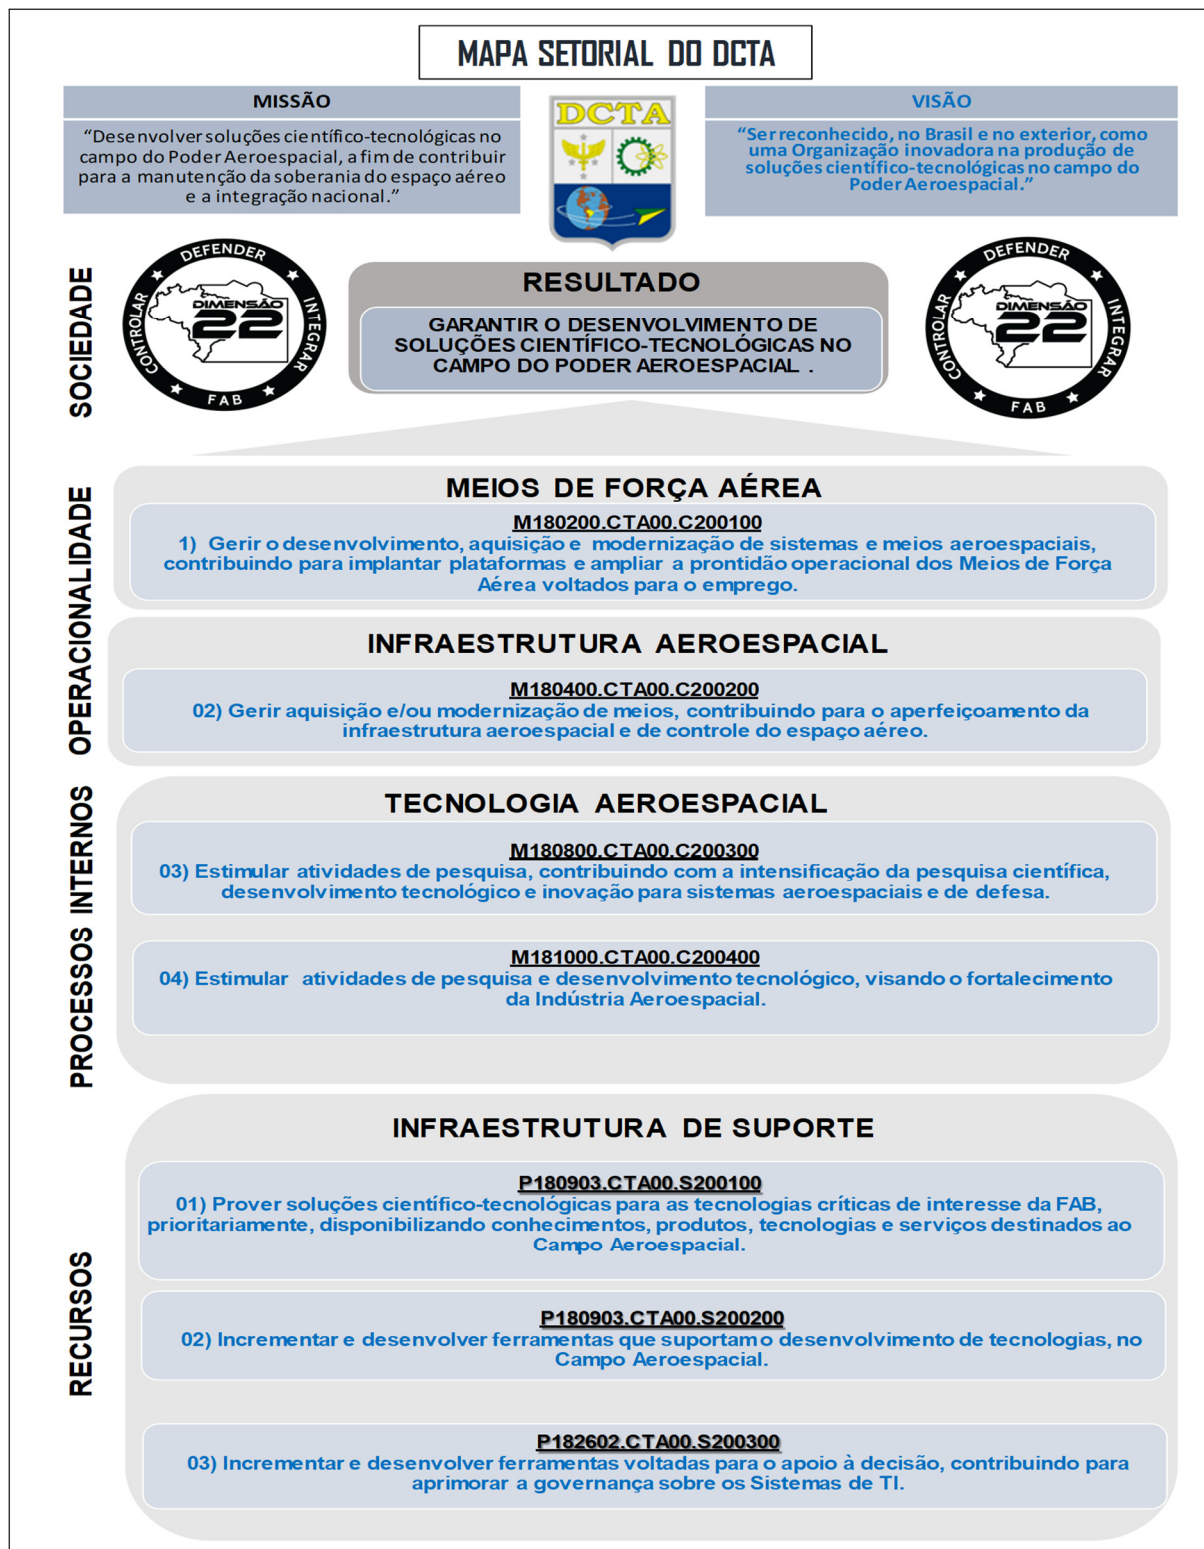 MAPA SETORIAL DO DCTA
MISSÃO
“Desenvolver soluções científico-tecnológicas no
campo do Poder Aeroespacial, a fim de contribuir
para a manutenção da soberania do espaço aéreo
e a integração nacional.”
DCTA
VISÃO
“Ser reconhecido, no Brasil e no exterior, como
uma Organização inovadora na produção de
soluções científico-tecnológicas no campo do
Poder Aeroespacial.”
SOCIEDADE
DEFENDER
CONTROLAR
INTEGRAR
DIMENSÃO
22
FAB
RESULTADO
GARANTIR O DESENVOLVIMENTO DE
SOLUÇÕES CIENTÍFICO-TECNOLÓGICAS NO
CAMPO DO PODER AEROESPACIAL .
DEFENDER
CONTROLAR
INTEGRAR
DIMENSÃO
22
FAB
OPERACIONALIDADE
MEIOS DE FORÇA AÉREA
M180200.CTA00.C200100
1) Gerir o desenvolvimento, aquisição e modernização de sistemas e meios aeroespaciais,
contribuindo para implantar plataformas e ampliar a prontidão operacional dos Meios de Força
Aérea voltados para o emprego.
INFRAESTRUTURA AEROESPACIAL
M180400.CTA00.C200200
02) Gerir aquisição e/ou modernização de meios, contribuindo para o aperfeiçoamento da
infraestrutura aeroespacial e de controle do espaço aéreo.
PROCESSOS INTERNOS
TECNOLOGIA AEROESPACIAL
M180800.CTA00.C200300
03) Estimular atividades de pesquisa, contribuindo com a intensificação da pesquisa científica,
desenvolvimento tecnológico e inovação para sistemas aeroespaciais e de defesa.
M181000.CTA00.C200400
04) Estimular atividades de pesquisa e desenvolvimento tecnológico, visando o fortalecimento
da Indústria Aeroespacial.
RECURSOS
INFRAESTRUTURA DE SUPORTE
P180903.CTA00.S200100
01) Prover soluções científico-tecnológicas para as tecnologias críticas de interesse da FAB,
prioritariamente, disponibilizando conhecimentos, produtos, tecnologias e serviços destinados ao
Campo Aeroespacial.
P180903.CTA00.S200200
02) Incrementar e desenvolver ferramentas que suportam o desenvolvimento de tecnologias, no
Campo Aeroespacial.
P182602.CTA00.S200300
03) Incrementar e desenvolver ferramentas voltadas para o apoio à decisão, contribuindo para
aprimorar a governança sobre os Sistemas de TI.